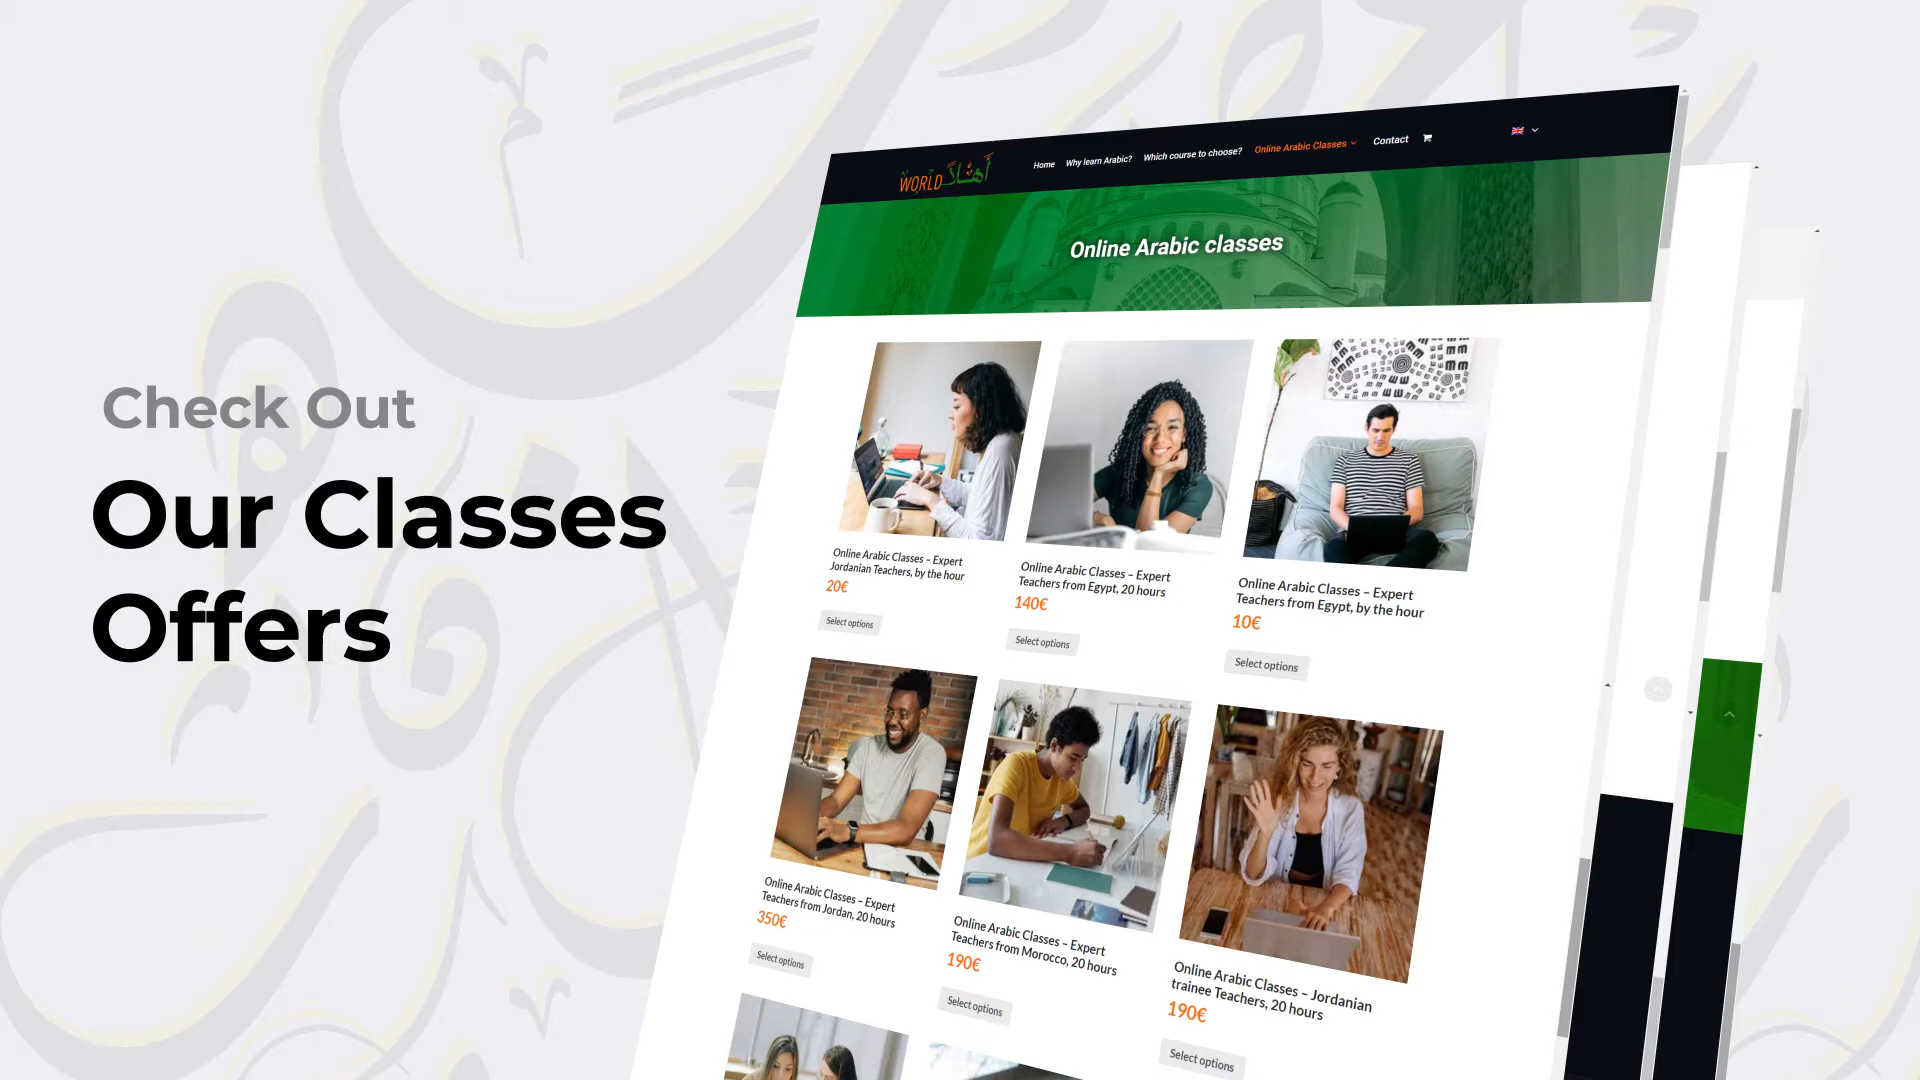 Check Out
Our Classes
Offers
WORLD أهلاً
Home
Why learn Arabic?
Which course to choose?
Online Arabic Classes
Contact
Online Arabic classes
Online Arabic Classes – Expert
Jordanian Teachers, by the hour
20€
Select options
Online Arabic Classes – Expert
Teachers from Egypt, 20 hours
140€
Select options
Online Arabic Classes – Expert
Teachers from Egypt, by the hour
10€
Select options
Online Arabic Classes – Expert
Teachers from Jordan, 20 hours
350€
Select options
Online Arabic Classes – Expert
Teachers from Morocco, 20 hours
190€
Select options
Online Arabic Classes – Jordanian
trainee Teachers, 20 hours
190€
Select options